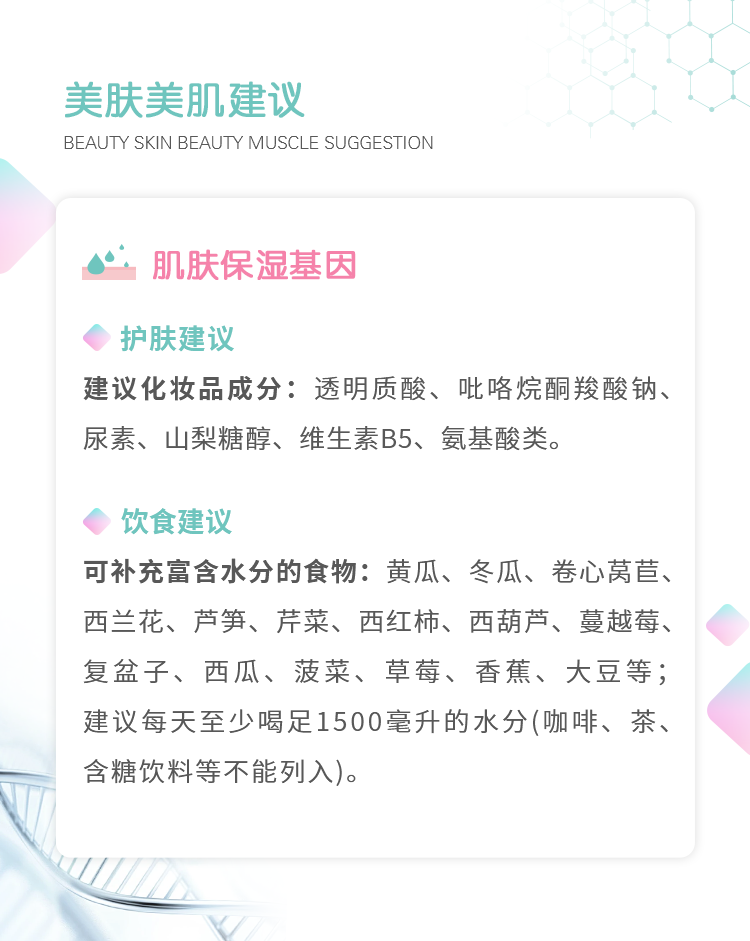 美肤美肌建议
BEAUTY SKIN BEAUTY MUSCLE SUGGESTION
肌肤保湿基因
护肤建议
建议化妆品成分：透明质酸、吡咯烷酮羧酸钠、
尿素、山梨糖醇、维生素B5、氨基酸类。
饮食建议
可补充富含水分的食物：黄瓜、冬瓜、卷心莴苣、
西兰花、芦笋、芹菜、西红柿、西葫芦、蔓越莓、
复盆子、西瓜、菠菜、草莓、香蕉、大豆等；
建议每天至少喝足1500毫升的水分(咖啡、茶、
含糖饮料等不能列入)。